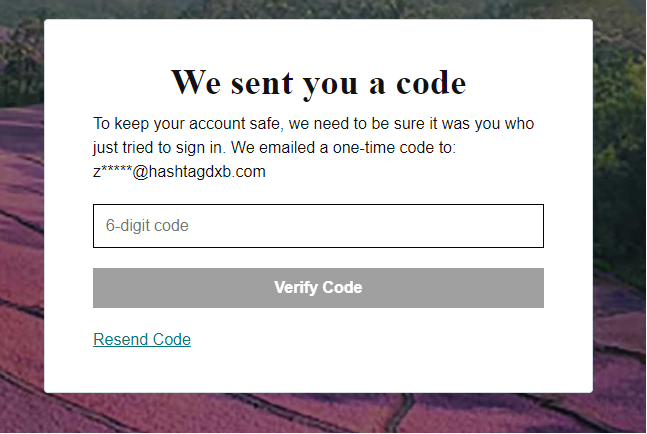 We sent you a code
To keep your account safe, we need to be sure it was you who
just tried to sign in. We emailed a one-time code to:
z*****@hashtagdxb.com
6-digit code
Verify Code
Resend Code